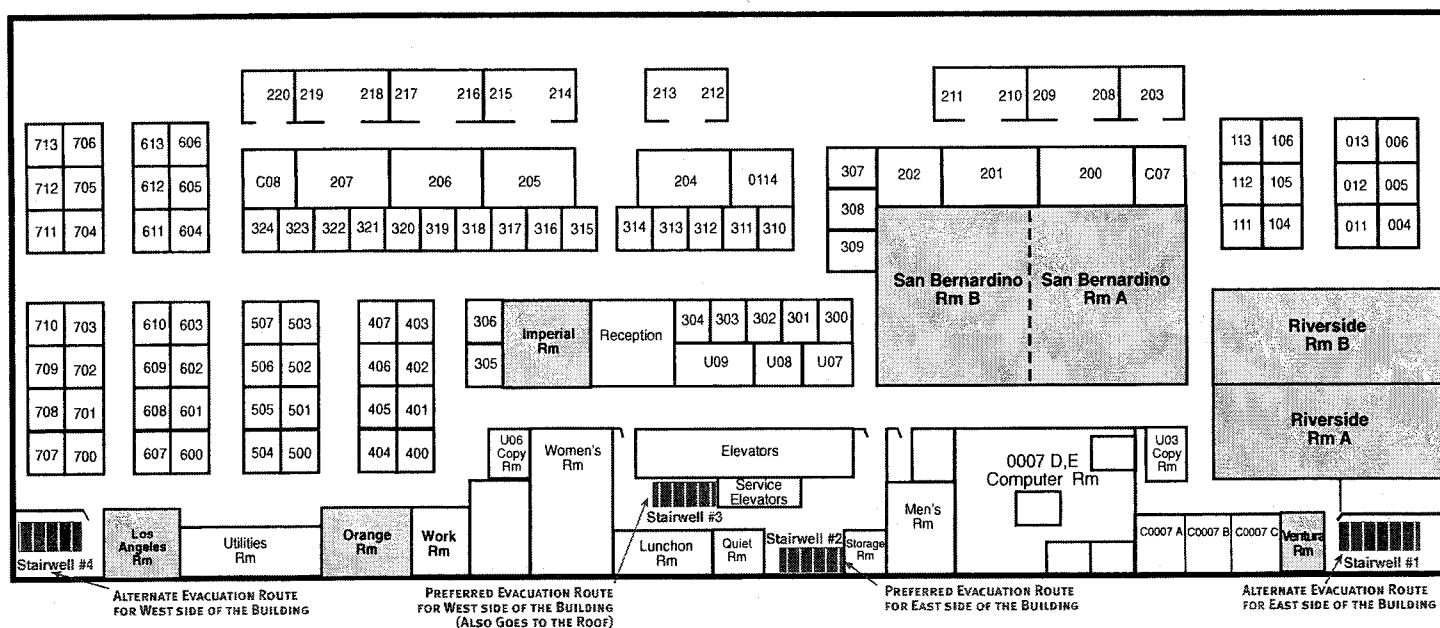 220 219 218 217 216 215 214
213 212
211 210 209 208 203
713 706
712 705
711 704
613 606
612 605
611 604
C08 207 206 205
324 323 322 321 320 319 318 317 316 315
204 0114
314 313 312 311 310
307
308
309
202 201 200 C07
San Bernardino
Rm B
San Bernardino
Rm A
113 106
112 105
111 104
013 006
012 005
011 004
710 703
709 702
708 701
707 700
610 603
609 602
608 601
607 600
507 503
506 502
505 501
504 500
407 403
406 402
405 401
404 400
306
305
Imperial
Rm
Reception
304 303 302 301 300
U09 U08 U07
Riverside
Rm B
Riverside
Rm A
U06
Copy
Rm
Women's
Rm
Elevators
Service
Elevators
Stairwell #3
0007 D,E
Computer Rm
U03
Copy
Rm
Stairwell #4
Los
Angeles
Rm
Utilities
Rm
Orange
Rm
Work
Rm
Lunchon
Rm
Quiet
Rm
Stairwell #2
Storage
Rm
Men's
Rm
C0007 A C0007 B C0007 C
Ventura
Rm
Stairwell #1
ALTERNATE EVACUATION ROUTE
FOR WEST SIDE OF THE BUILDING
PREFERRED EVACUATION ROUTE
FOR WEST SIDE OF THE BUILDING
(ALSO GOES TO THE ROOF)
PREFERRED EVACUATION ROUTE
FOR EAST SIDE OF THE BUILDING
ALTERNATE EVACUATION ROUTE
FOR EAST SIDE OF THE BUILDING